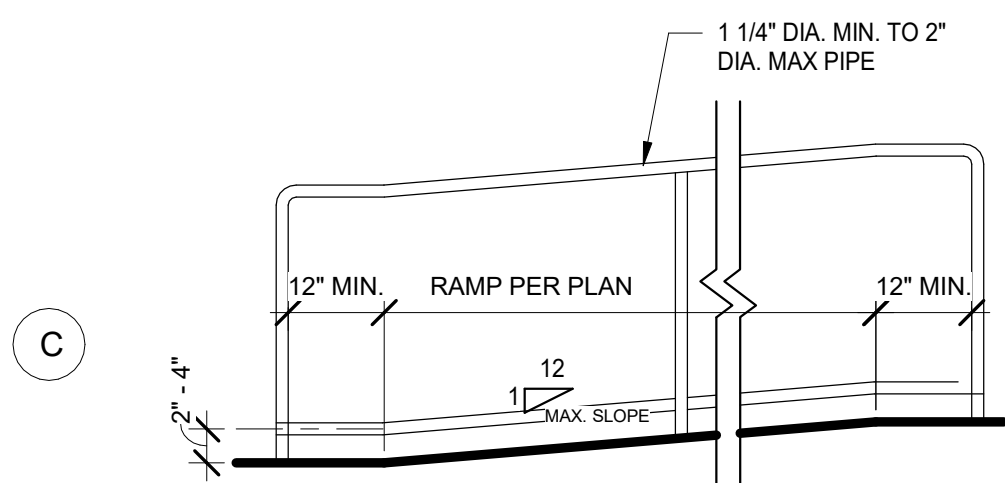 1 1/4" DIA. MIN. TO 2"
DIA. MAX PIPE
12" MIN.
RAMP PER PLAN
12" MIN.
C
2" - 4"
12
1
MAX. SLOPE